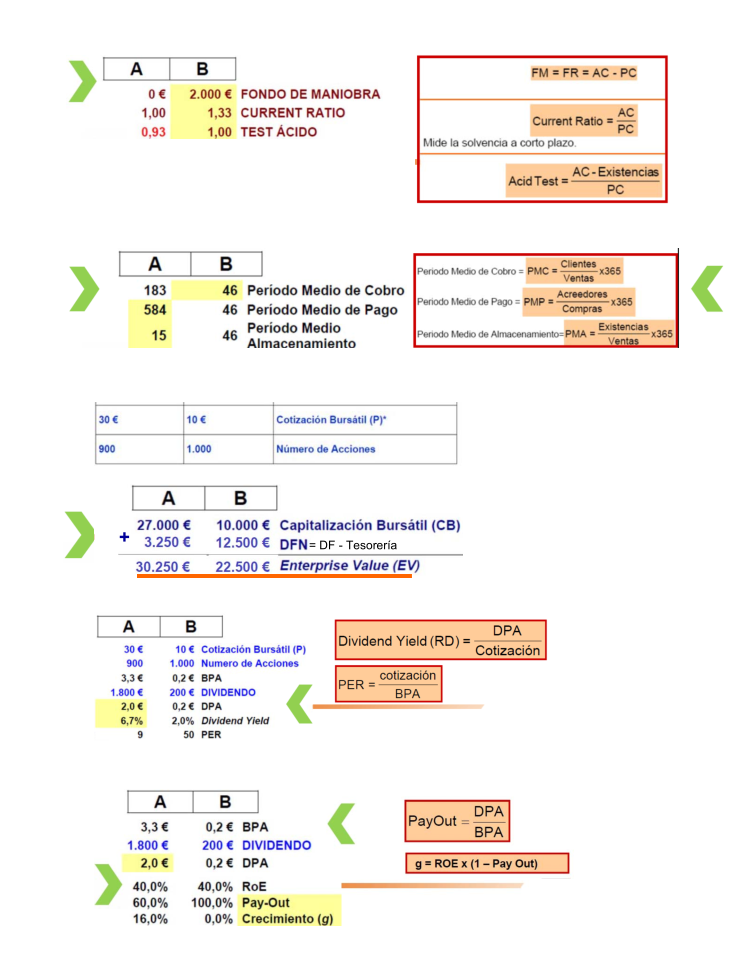 A B
0 € 2.000 € FONDO DE MANIOBRA
1,00 1,33 CURRENT RATIO
0,93 1,00 TEST ÁCIDO
FM = FR = AC - PC
Current Ratio = AC
PC
Mide la solvencia a corto plazo.
Acid Test = AC - Existencias
PC
A B
183 46 Período Medio de Cobro
584 46 Período Medio de Pago
15 46 Período Medio
Almacenamiento
Periodo Medio de Cobro = PMC = Clientes x365
Ventas
Periodo Medio de Pago = PMP = Acreedores x365
Compras
Periodo Medio de Almacenamiento= PMA = Existencias x365
Ventas
30 € 10 € Cotización Bursátil (P)*
900 1.000 Número de Acciones
A B
27.000 € 10.000 € Capitalización Bursátil (CB)
+ 3.250 € 12.500 € DFN = DF - Tesorería
30.250 € 22.500 € Enterprise Value (EV)
A B
30 € 10 € Cotización Bursátil (P)
900 1.000 Numero de Acciones
3,3 € 0,2 € BPA
1.800 € 200 € DIVIDENDO
2,0 € 0,2 € DPA
6,7% 2,0% Dividend Yield
9 50 PER
Dividend Yield (RD) = DPA
Cotización
PER = cotización
BPA
A B
3,3 € 0,2 € BPA
1.800 € 200 € DIVIDENDO
2,0 € 0,2 € DPA
40,0% 40,0% RoE
60,0% 100,0% Pay-Out
16,0% 0,0% Crecimiento (g)
PayOut = DPA
BPA
g = ROE x (1 – Pay Out)